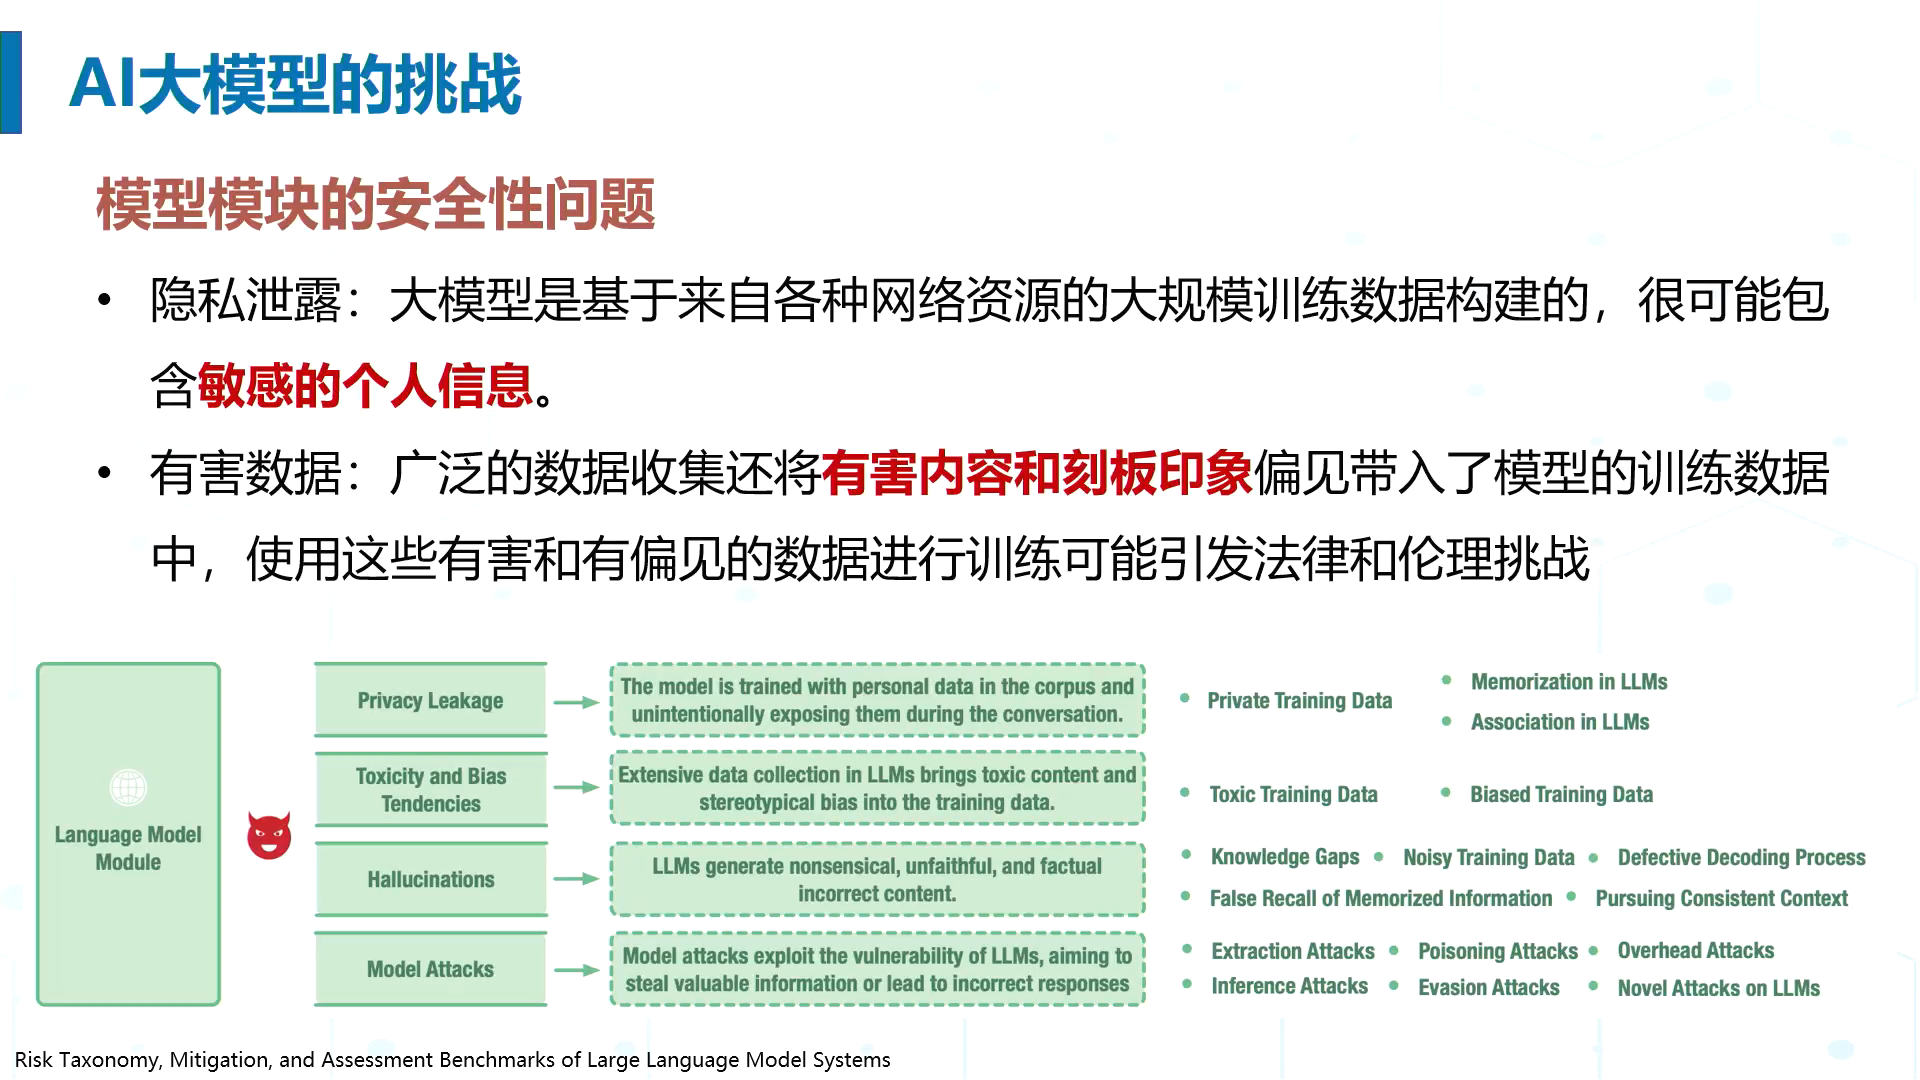 AI大模型的挑战
模型模块的安全性问题
• 隐私泄露：大模型是基于来自各种网络资源的大规模训练数据构建的，很可能包
含敏感的个人信息。
• 有害数据：广泛的数据收集还将有害内容和刻板印象偏见带入了模型的训练数据
中，使用这些有害和有偏见的数据进行训练可能引发法律和伦理挑战
Language Model
Module
Privacy Leakage
The model is trained with personal data in the corpus and
unintentionally exposing them during the conversation.
• Private Training Data
• Memorization in LLMs
• Association in LLMs
Toxicity and Bias
Tendencies
Extensive data collection in LLMs brings toxic content and
stereotypical bias into the training data.
• Toxic Training Data • Biased Training Data
Hallucinations
LLMs generate nonsensical, unfaithful, and factual
incorrect content.
• Knowledge Gaps • Noisy Training Data • Defective Decoding Process
• False Recall of Memorized Information • Pursuing Consistent Context
Model Attacks
Model attacks exploit the vulnerability of LLMs, aiming to
steal valuable information or lead to incorrect responses
• Extraction Attacks • Poisoning Attacks • Overhead Attacks
• Inference Attacks • Evasion Attacks • Novel Attacks on LLMs
Risk Taxonomy, Mitigation, and Assessment Benchmarks of Large Language Model Systems